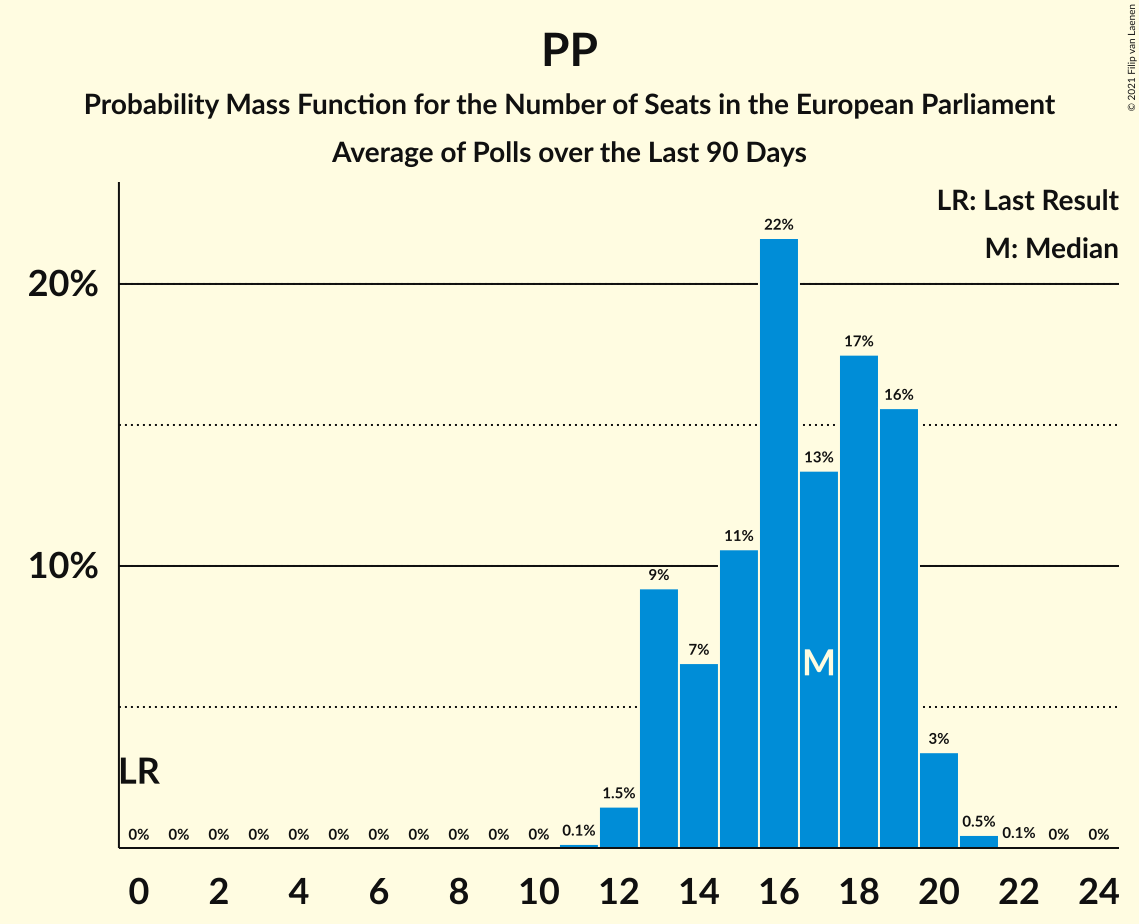 PP
Probability Mass Function for the Number of Seats in the European Parliament
Average of Polls over the Last 90 Days
© 2021 Filip van Laenen
LR: Last Result
M: Median
22%
20%
17%
16%
13%
11%
10%
9%
7%
M
3%
LR
1.5%
0% 0% 0% 0% 0% 0% 0% 0% 0% 0% 0% 0.1% 0.5% 0.1% 0% 0%
0 2 4 6 8 10 12 14 16 18 20 22 24